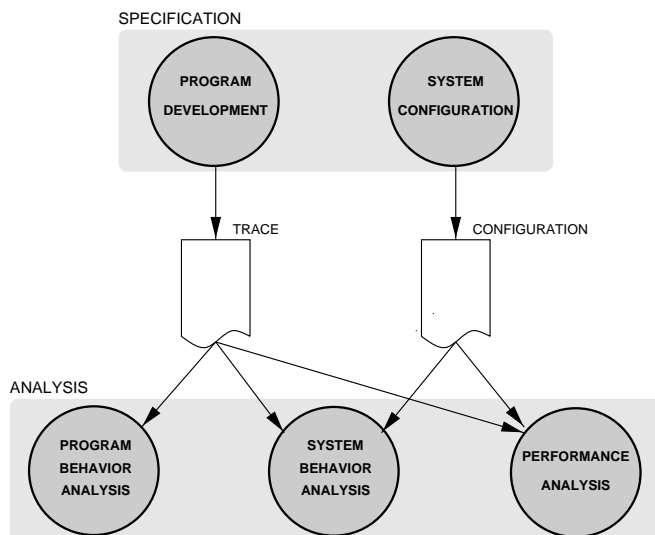 SPECIFICATION
PROGRAM
DEVELOPMENT
SYSTEM
CONFIGURATION
TRACE
CONFIGURATION
ANALYSIS
PROGRAM
BEHAVIOR
ANALYSIS
SYSTEM
BEHAVIOR
ANALYSIS
PERFORMANCE
ANALYSIS